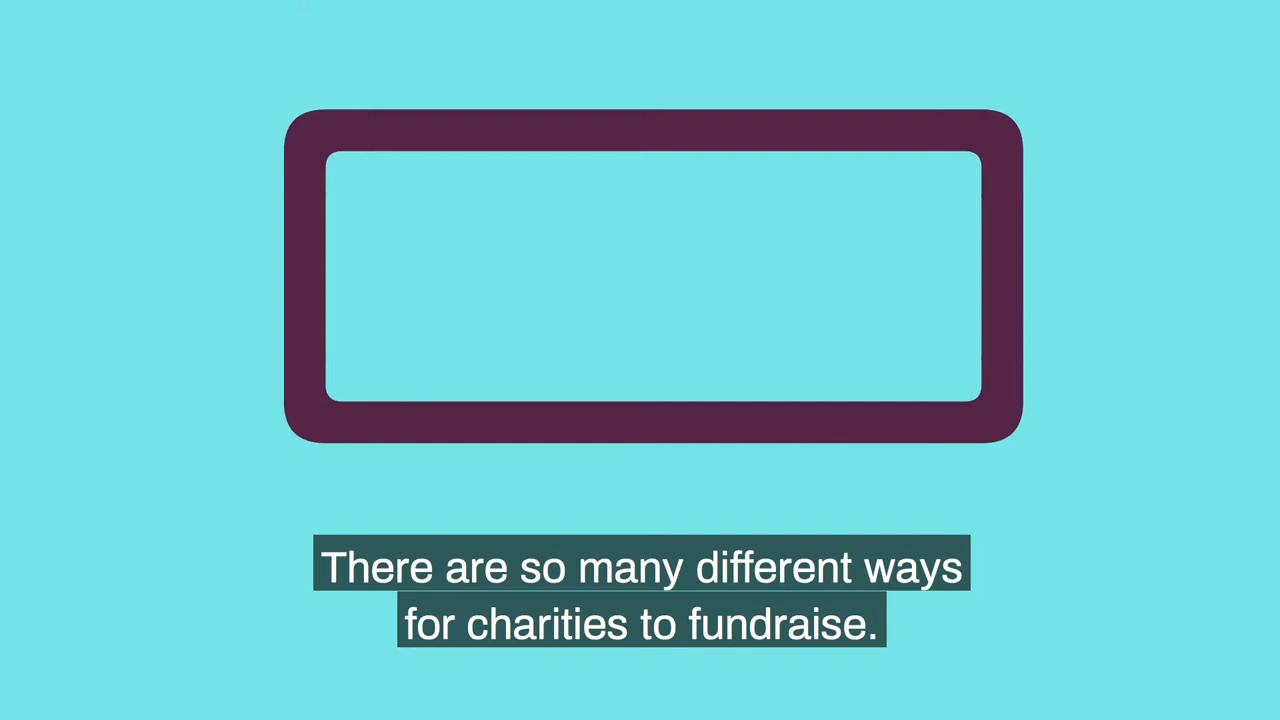 There are so many different ways
for charities to fundraise.